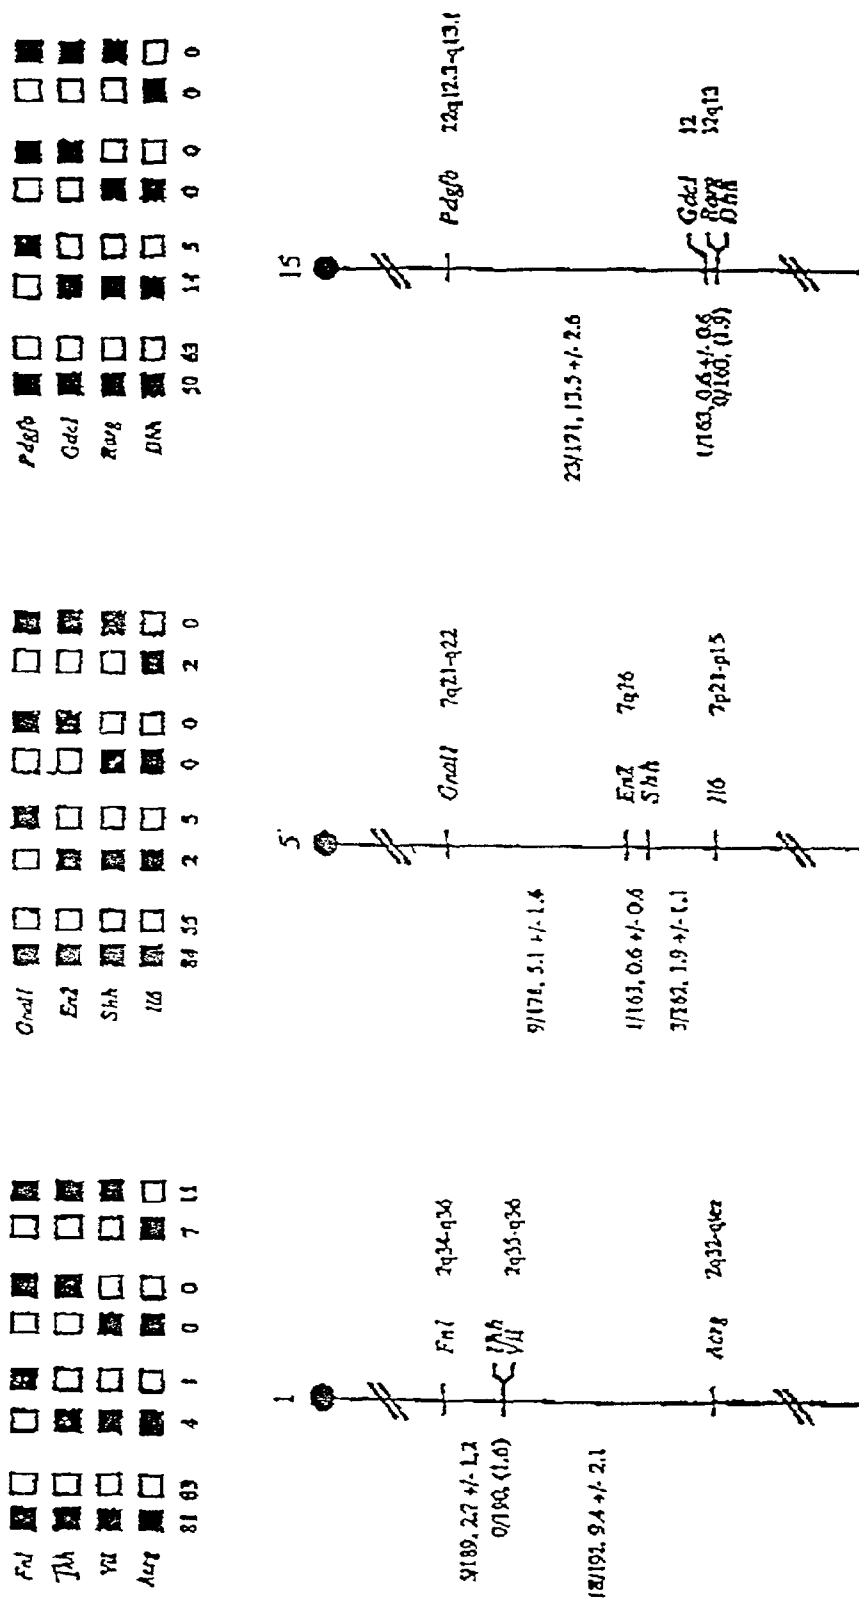 Fn1
Ihh
Vil
Acrg
81 83 4 1 0 0 7 11
1
Fn1 2q34-q36
Ihh
Vil
2q35-q36
Acrg 2q32-qter
5/189, 2.7 +/- 1.2
0/190, (1.6)
18/192, 9.4 +/- 2.1
Gnai1
En2
Shh
Il6
84 55 2 5 0 0 2 0
5
Gnai1 7q21-q22
En2 7q36
Shh
Il6 7p21-p15
9/178, 5.1 +/- 1.4
1/163, 0.6 +/- 0.6
3/162, 1.9 +/- 1.1
Pdgfb
Gdc1
Rarg
Dhh
50 63 14 5 0 0 0 0
15
Pdgfb 22q12.3-q13.1
Gdc1 12
Rarg 12q13
Dhh
23/171, 13.5 +/- 2.6
1/163, 0.6 +/- 0.6
0/160, (1.9)